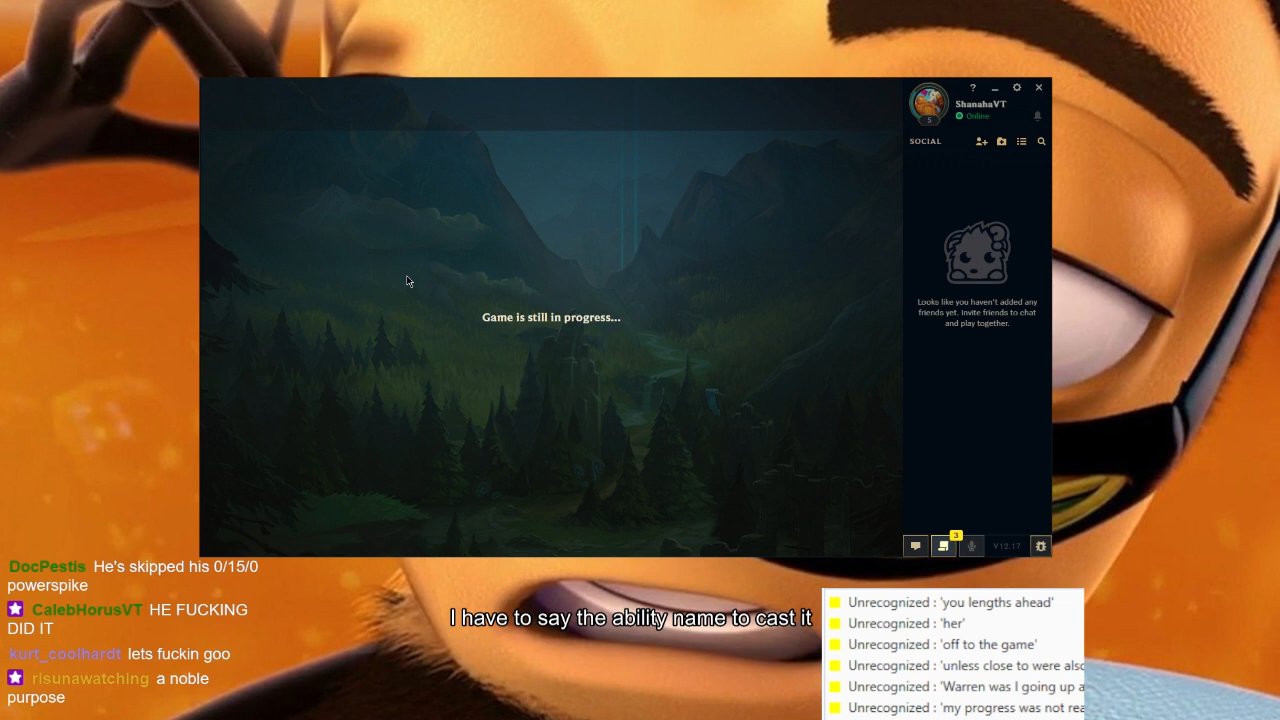 ?
ShanahaVT
5
Online
SOCIAL
Game is still in progress...
Looks like you haven't added any
friends yet. Invite friends to chat
and play together.
3
V12.17
DocPestis He's skipped his 0/15/0
powerspike
CalebHorusVT HE FUCKING
DID IT
kurt_coolhardt lets fuckin goo
risunawatching a noble
purpose
I have to say the ability name to cast it
Unrecognized : 'you lengths ahead'
Unrecognized : 'her'
Unrecognized : 'off to the game'
Unrecognized : 'unless close to were also
Unrecognized : 'Warren was I going up a
Unrecognized : 'my progress was not rea